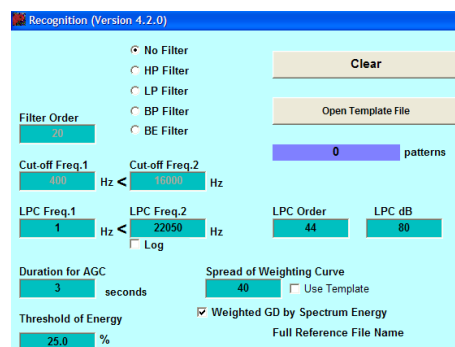 Recognition (Version 4.2.0)
No Filter
HP Filter
LP Filter
BP Filter
BE Filter
Clear
Open Template File
0 patterns
Filter Order
20
Cut-off Freq.1 Cut-off Freq.2
400 Hz < 16000 Hz
LPC Freq.1 LPC Freq.2 LPC Order LPC dB
1 Hz < 22050 Hz 44 80
Log
Duration for AGC Spread of Weighting Curve
3 seconds 40 Use Template
Weighted GD by Spectrum Energy
Threshold of Energy Full Reference File Name
25.0 %